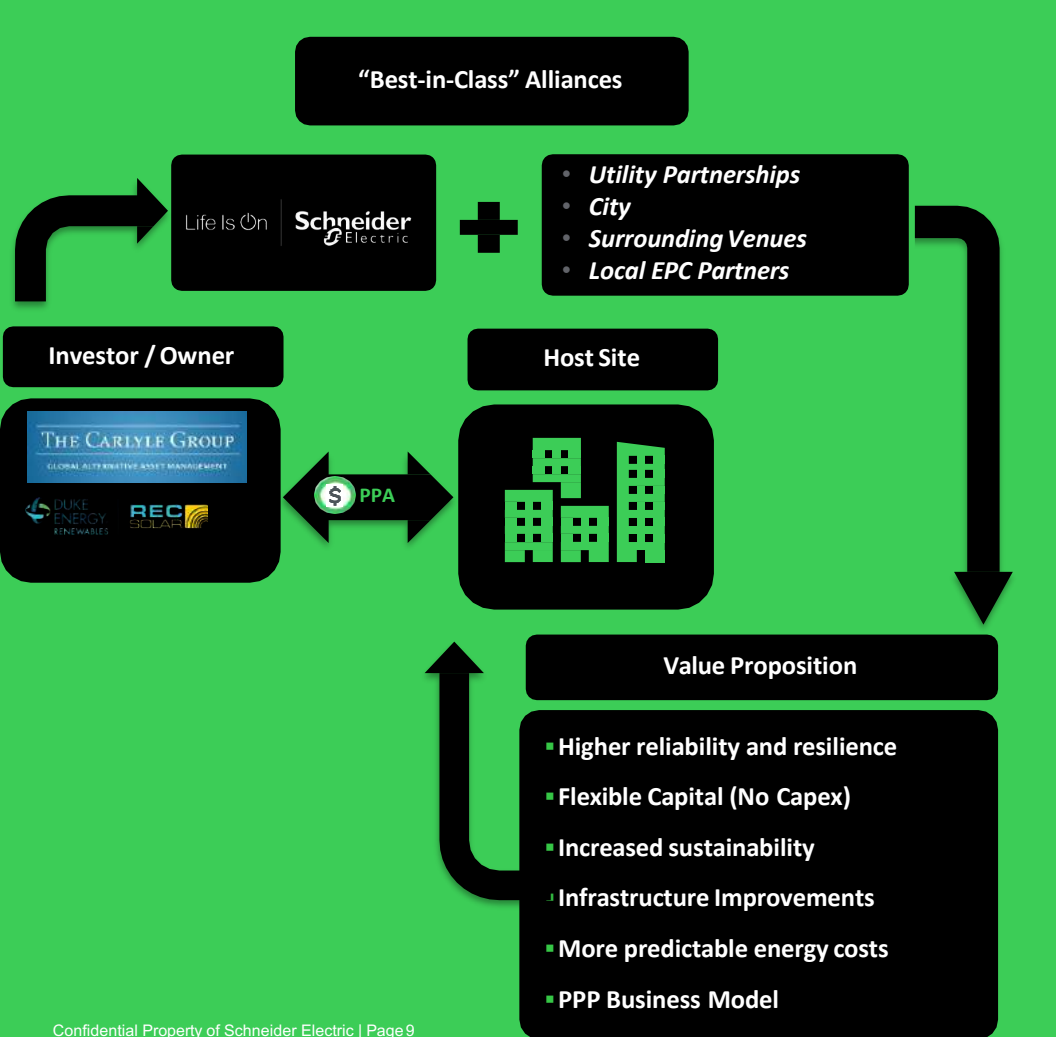 “Best-in-Class” Alliances
Life Is On
Schneider
Electric
• Utility Partnerships
• City
• Surrounding Venues
• Local EPC Partners
Investor / Owner
Host Site
THE CARLYLE GROUP
GLOBAL ALTERNATIVE ASSET MANAGEMENT
DUKE
ENERGY
RENEWABLES
REC
SOLAR
$ PPA
Value Proposition
▪ Higher reliability and resilience
▪ Flexible Capital (No Capex)
▪ Increased sustainability
▪ Infrastructure Improvements
▪ More predictable energy costs
▪ PPP Business Model
Confidential Property of Schneider Electric | Page 9